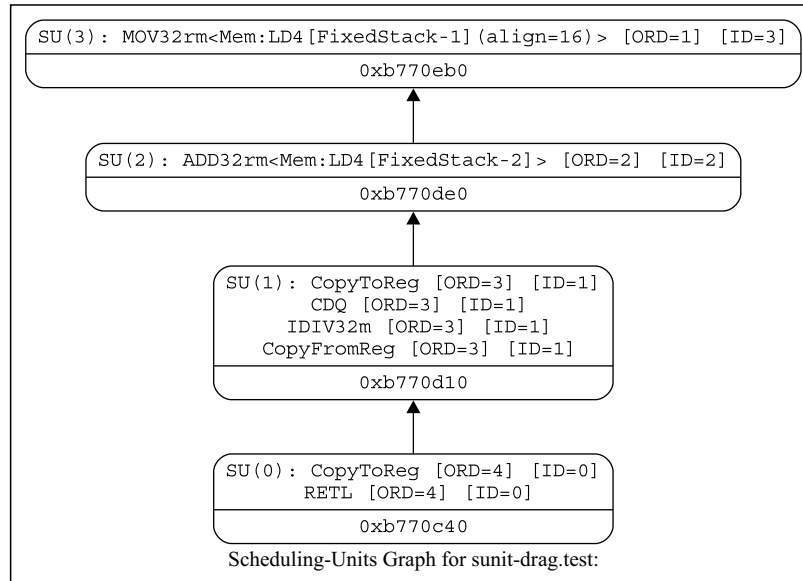 SU(3): MOV32rm<Mem:LD4[FixedStack-1](align=16)> [ORD=1] [ID=3]
0xb770eb0
SU(2): ADD32rm<Mem:LD4[FixedStack-2]> [ORD=2] [ID=2]
0xb770de0
SU(1): CopyToReg [ORD=3] [ID=1]
CDQ [ORD=3] [ID=1]
IDIV32m [ORD=3] [ID=1]
CopyFromReg [ORD=3] [ID=1]
0xb770d10
SU(0): CopyToReg [ORD=4] [ID=0]
RETL [ORD=4] [ID=0]
0xb770c40
Scheduling-Units Graph for sunit-drag.test: